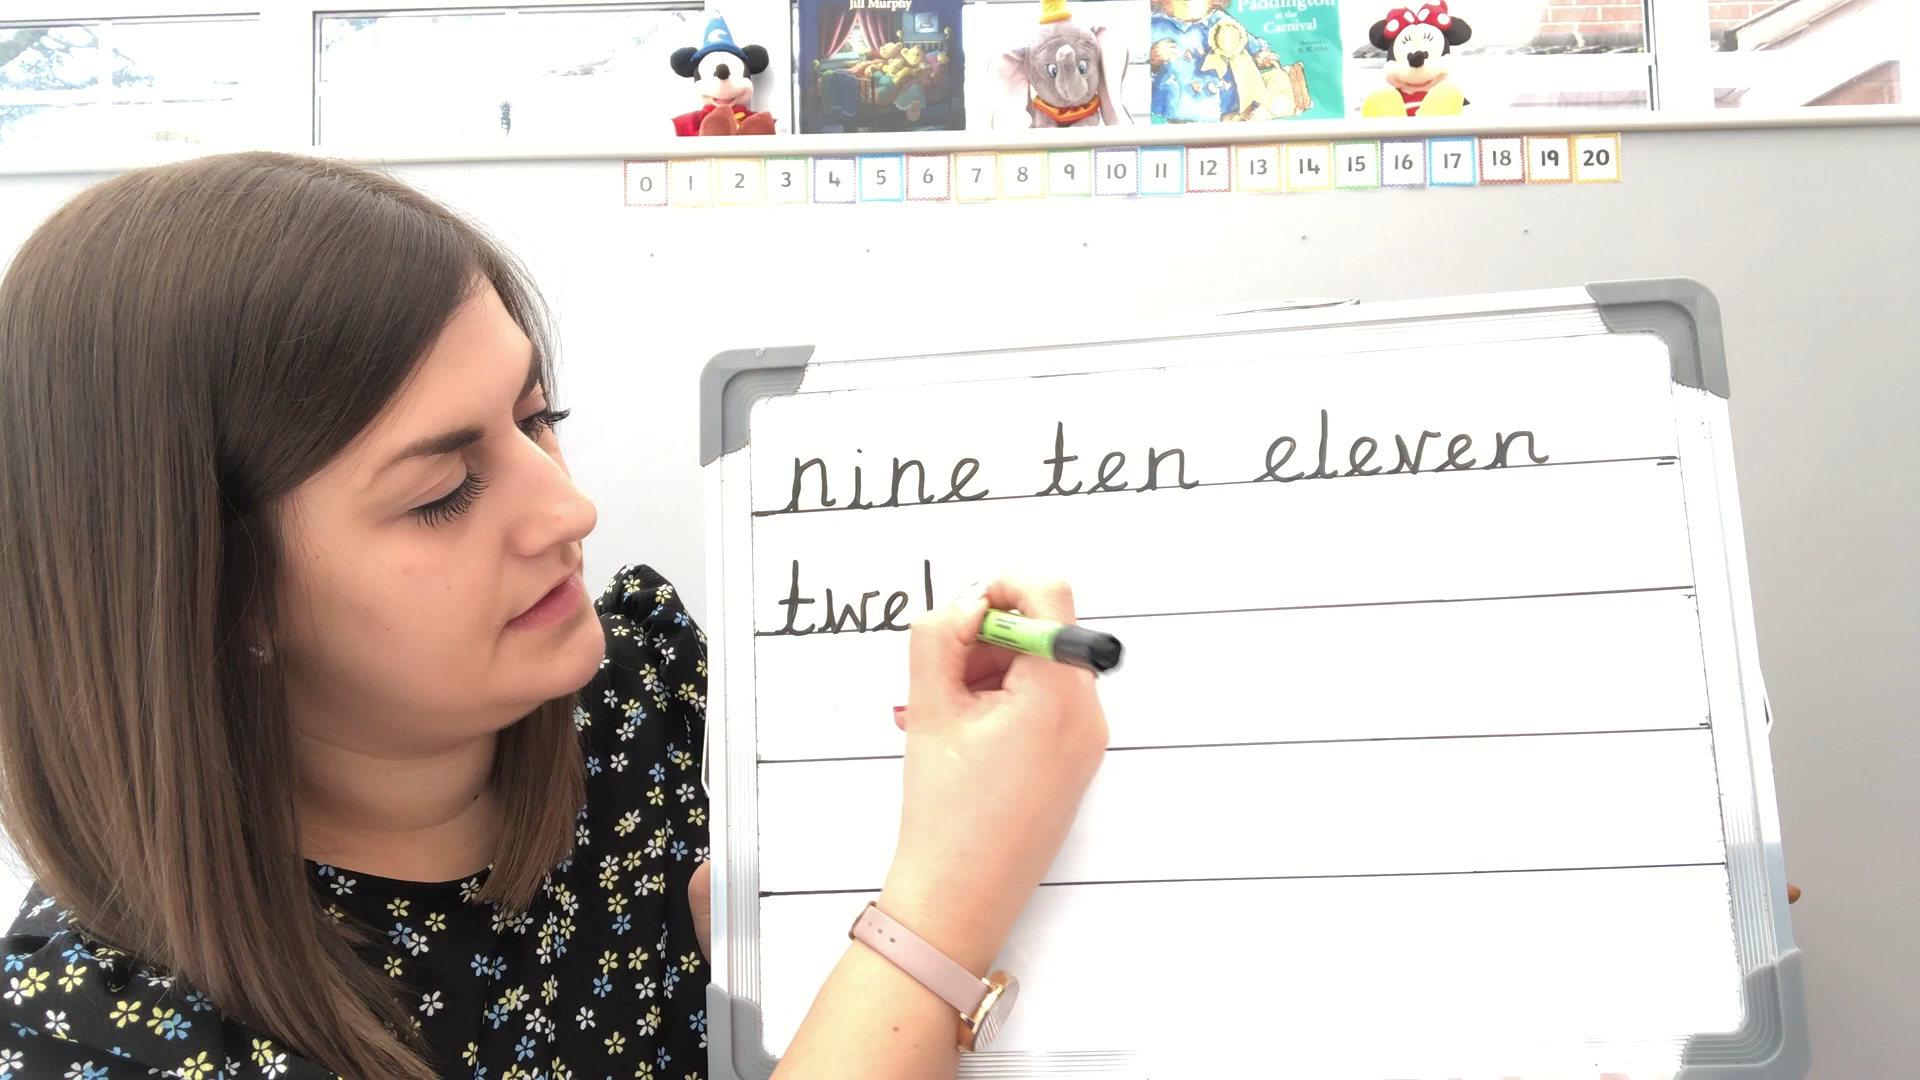 Jill Murphy
Paddington
at the
Carnival
0 1 2 3 4 5 6 7 8 9 10 11 12 13 14 15 16 17 18 19 20
nine ten eleven
twel